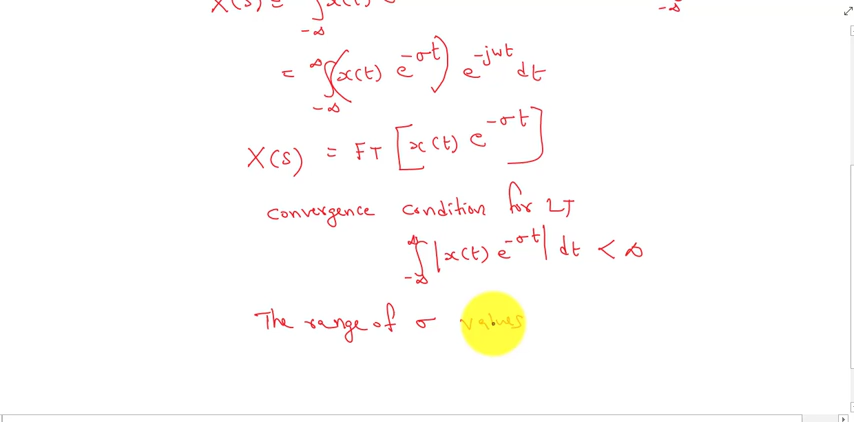 X(s) = ∫_{-∞} x(t) e
-∞
= ∫_{-∞}^{∞} (x(t) e^{-σt}) e^{-jωt} dt
X(s) = FT [x(t) e^{-σt}]
convergence condition for LT
∫_{-∞}^{∞} |x(t) e^{-σt}| dt < ∞
The range of σ values